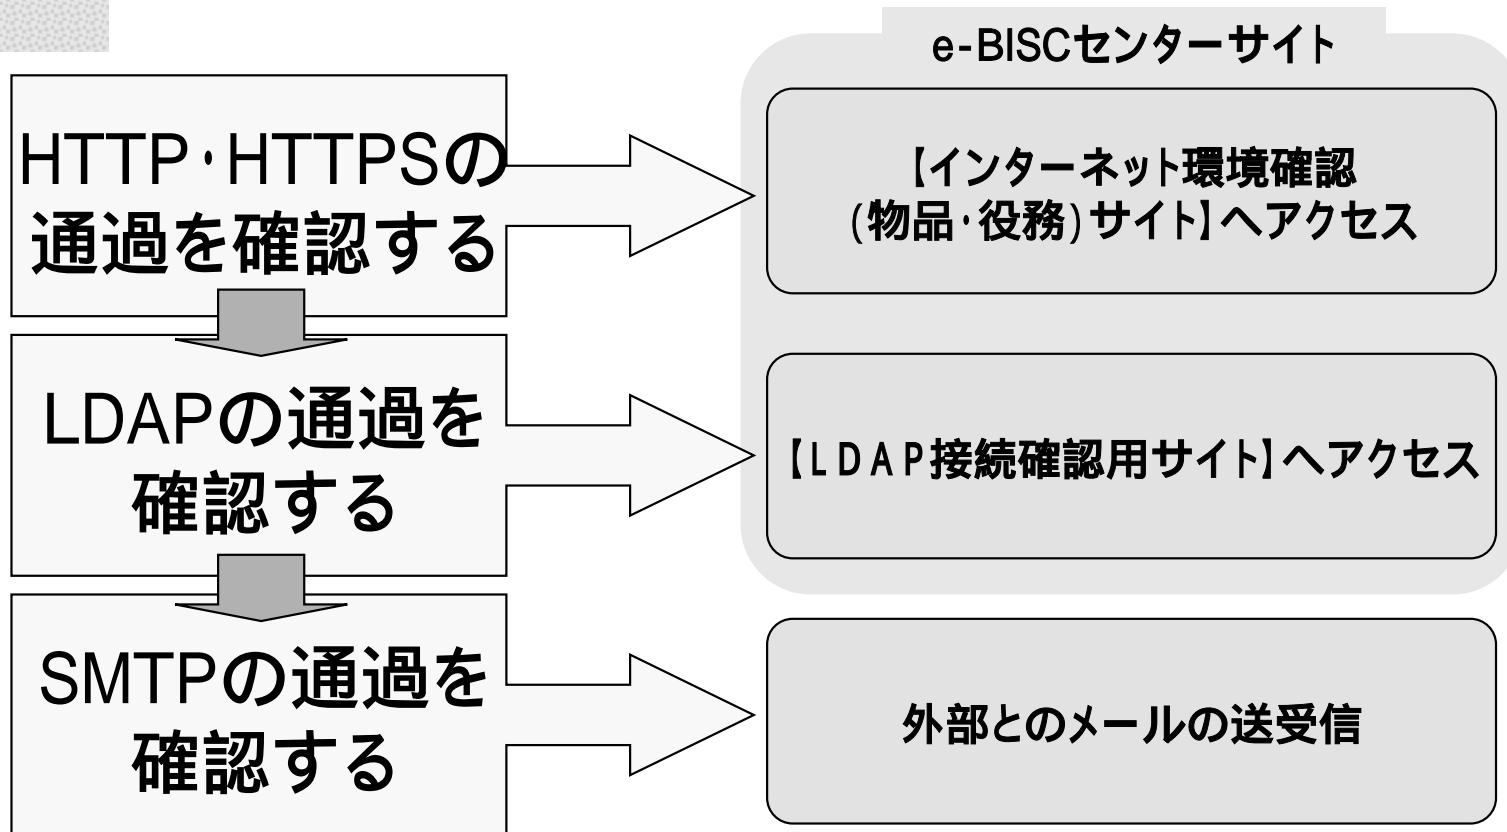 e-BISCセンターサイト
HTTP・HTTPSの
通過を確認する
【インターネット環境確認
(物品・役務)サイト】へアクセス
LDAPの通過を
確認する
【LDAP接続確認用サイト】へアクセス
SMTPの通過を
確認する
外部とのメールの送受信